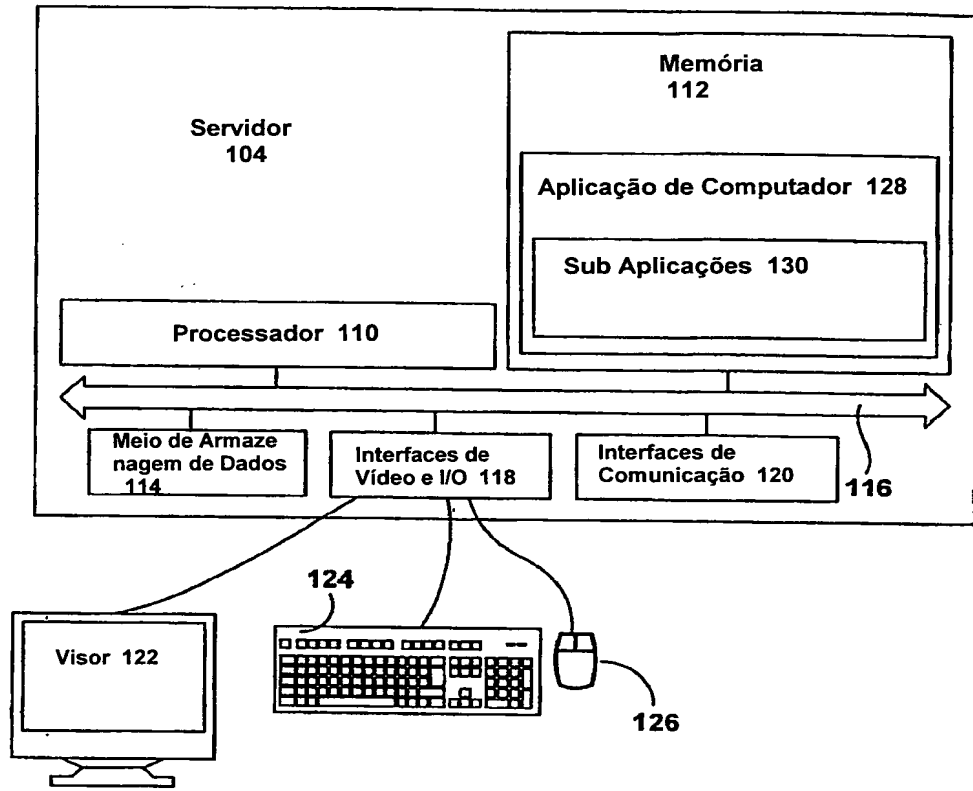 Memória
112
Servidor
104
Aplicação de Computador 128
Sub Aplicações 130
Processador 110
Meio de Armaze
nagem de Dados
114
Interfaces de
Vídeo e I/O 118
Interfaces de
Comunicação 120
116
124
Visor 122
126